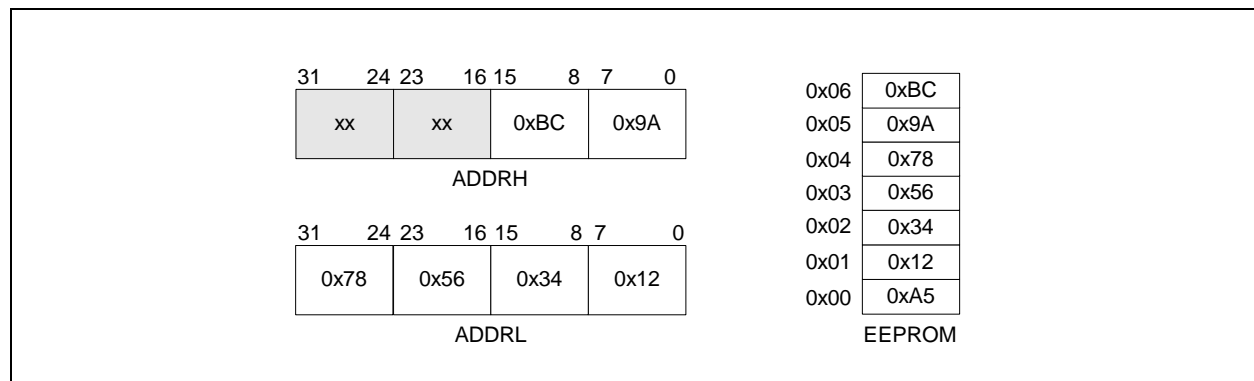 31 24 23 16 15 8 7 0
xx xx 0xBC 0x9A
ADDRH
31 24 23 16 15 8 7 0
0x78 0x56 0x34 0x12
ADDRL
0x06 0xBC
0x05 0x9A
0x04 0x78
0x03 0x56
0x02 0x34
0x01 0x12
0x00 0xA5
EEPROM